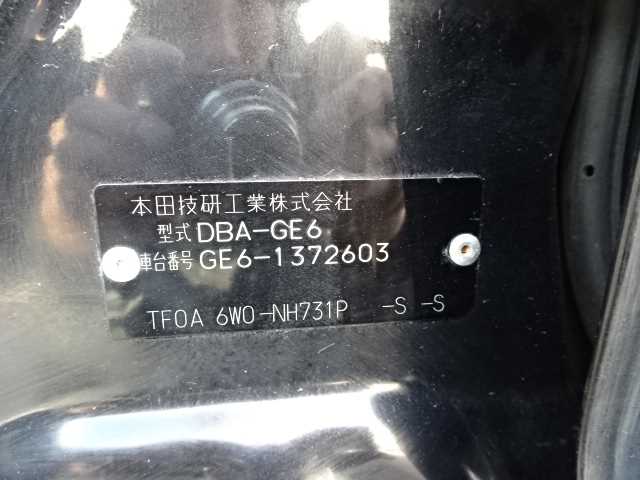 本田技研工業株式会社
型式 DBA-GE6
車台番号 GE6-1372603
TF0A 6W0-NH731P -S -S